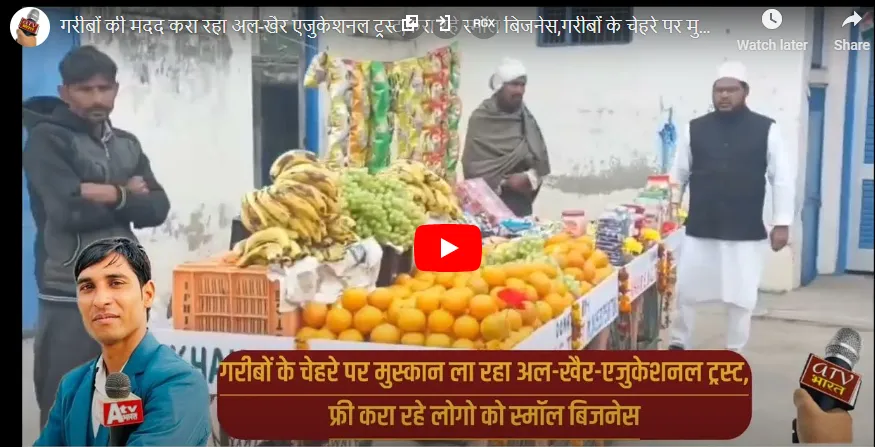 गरीबों की मदद करा रहा अल-खैर एजुकेशनल ट्रस्ट बिजनेस,गरीबों के चेहरे पर मु...
Watch later
Share
गरीबों के चेहरे पर मुस्कान ला रहा अल-खैर-एजुकेशनल ट्रस्ट,
फ्री करा रहे लोगो को स्मॉल बिजनेस
aTV
भारत